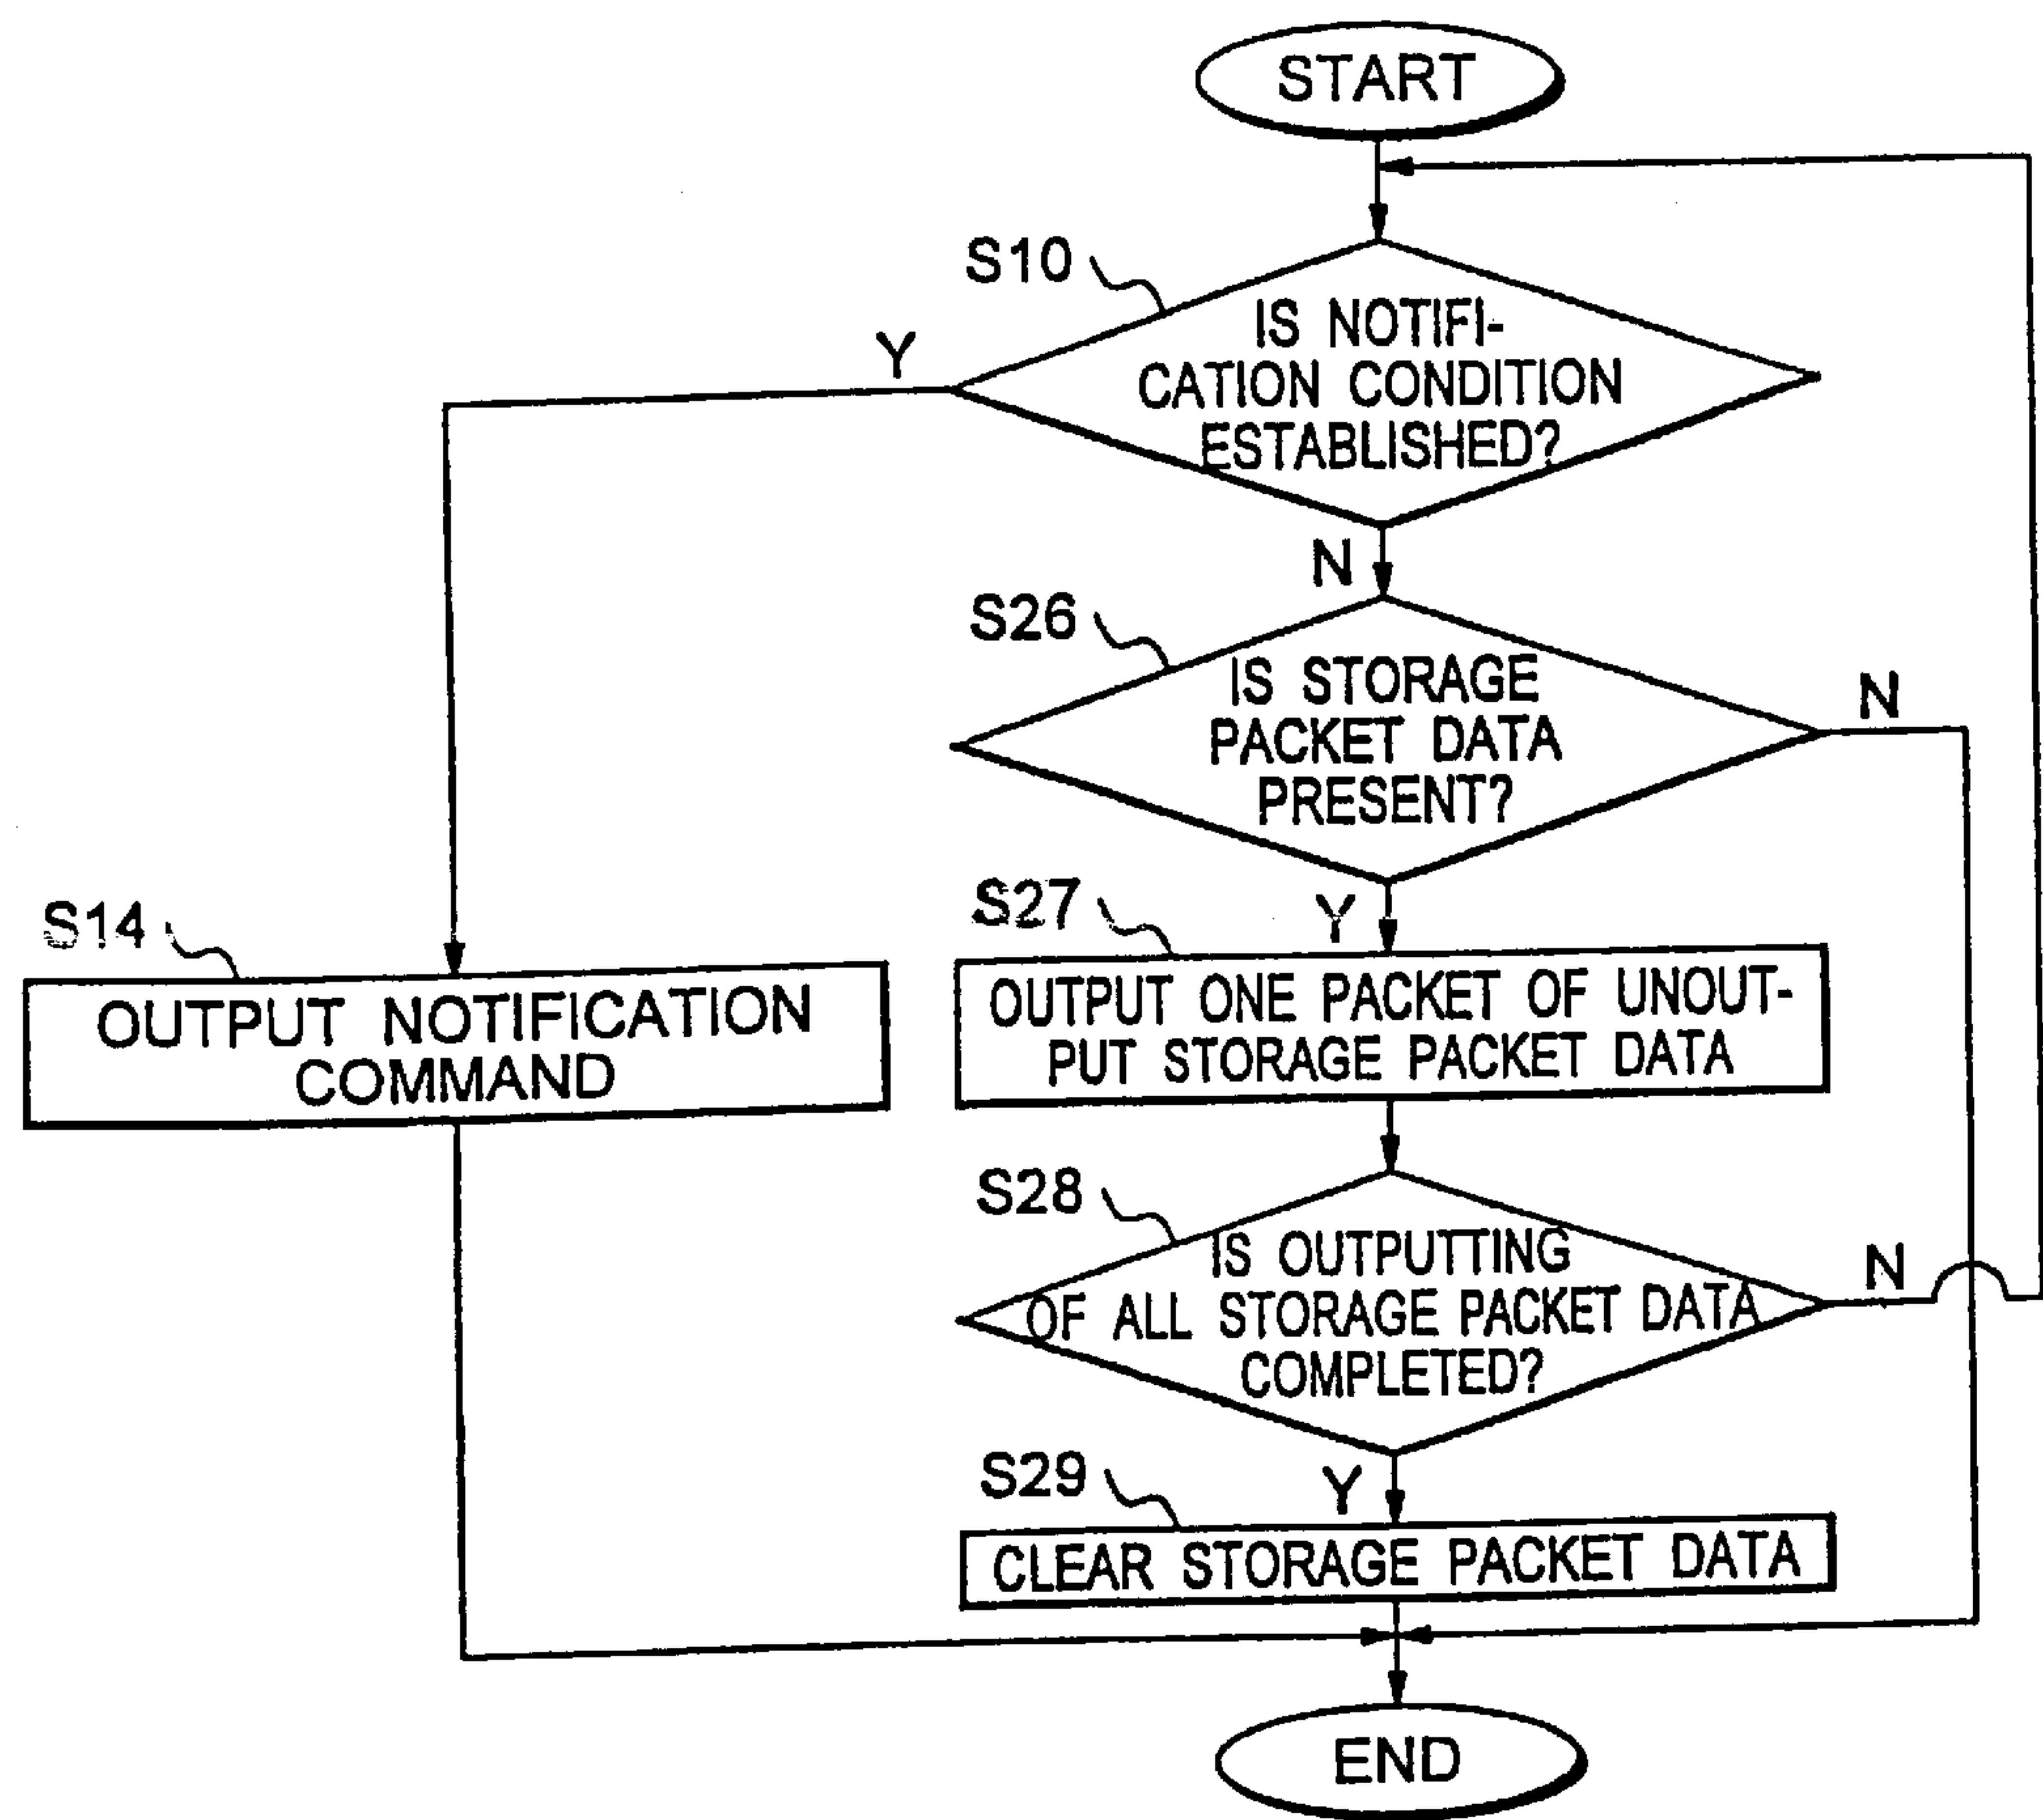 START
S10
IS NOTIFI-
CATION CONDITION
ESTABLISHED?
Y
N
S26
IS STORAGE
PACKET DATA
PRESENT?
N
Y
S14
OUTPUT NOTIFICATION
COMMAND
S27
OUTPUT ONE PACKET OF UNOUT-
PUT STORAGE PACKET DATA
S28
IS OUTPUTTING
OF ALL STORAGE PACKET DATA
COMPLETED?
N
Y
S29
CLEAR STORAGE PACKET DATA
END